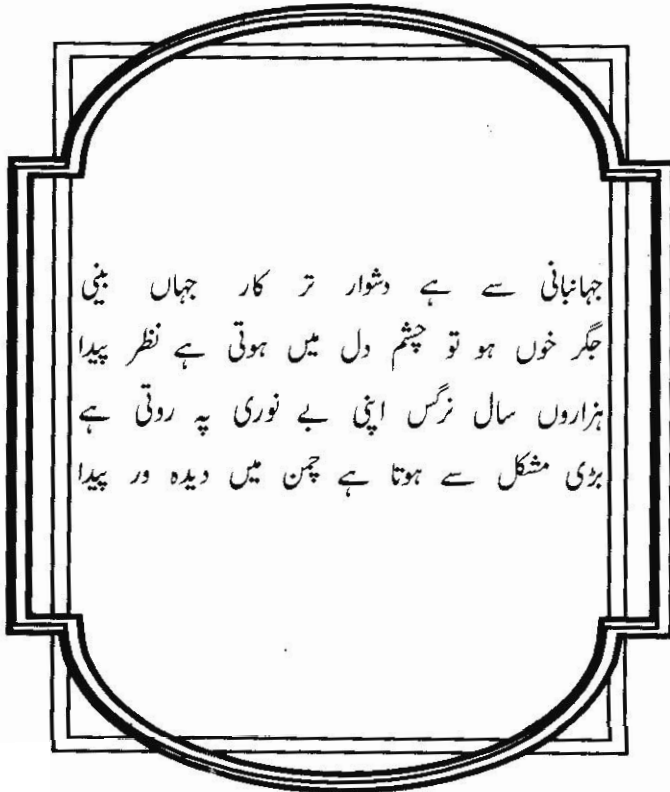 جہانبانی سے ہے دشوار تر کار جہاں بینی
جگر خوں ہو تو چشم دل میں ہوتی ہے نظر پیدا
ہزاروں سال نرگس اپنی بے نوری پہ روتی ہے
بڑی مشکل سے ہوتا ہے چمن میں دیدہ ور پیدا